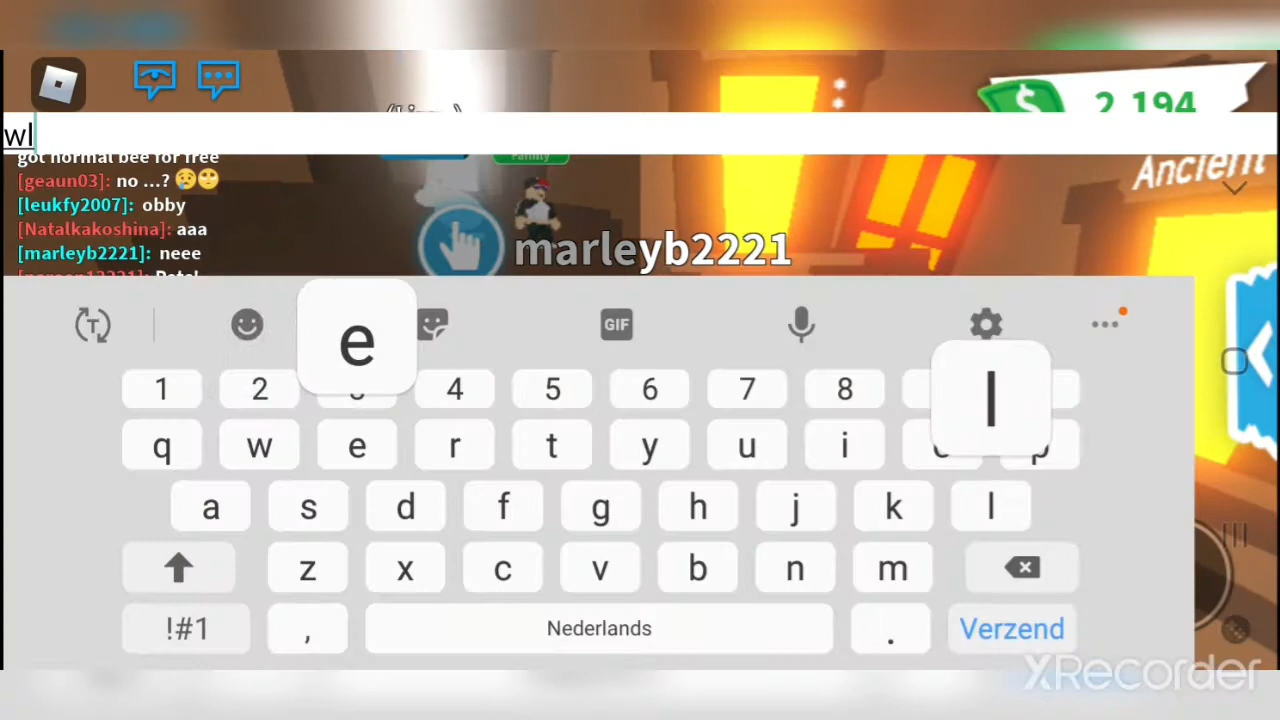 2,194
wl
Family
got normal bee for free
Ancient
[geaun03]: no ...? 😢🙄
[leukfy2007]: obby
[Natalkakoshina]: aaa
[marleyb2221]: neee
marleyb2221
e
GIF
l
1 2 4 5 6 7 8
q w e r t y u i p
a s d f g h j k l
z x c v b n m
!#1 , Nederlands . Verzend
XRecorder